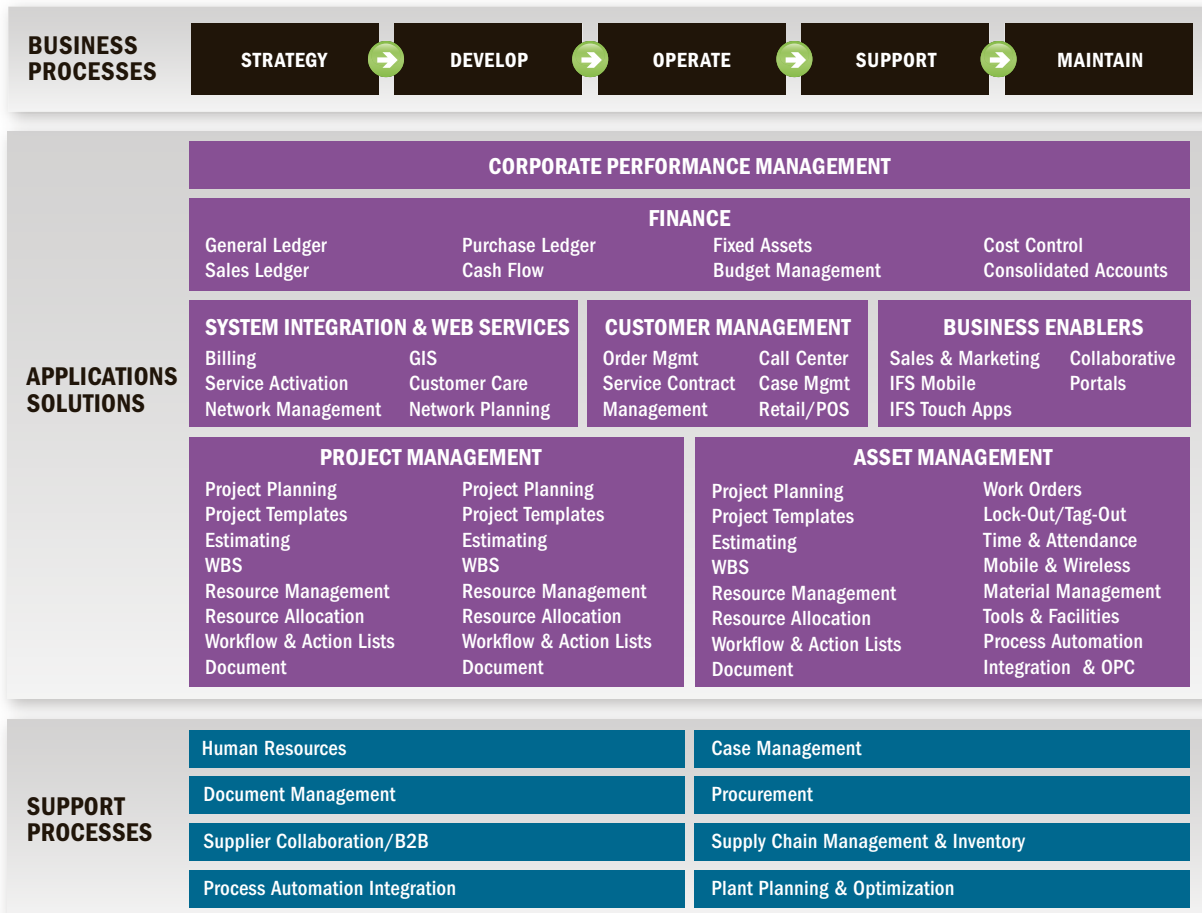 BUSINESS
PROCESSES
STRATEGY
DEVELOP
OPERATE
SUPPORT
MAINTAIN
APPLICATIONS
SOLUTIONS
CORPORATE PERFORMANCE MANAGEMENT
FINANCE
General Ledger
Sales Ledger
Purchase Ledger
Cash Flow
Fixed Assets
Budget Management
Cost Control
Consolidated Accounts
SYSTEM INTEGRATION & WEB SERVICES
Billing
Service Activation
Network Management
GIS
Customer Care
Network Planning
CUSTOMER MANAGEMENT
Order Mgmt
Service Contract
Management
Call Center
Case Mgmt
Retail/POS
BUSINESS ENABLERS
Sales & Marketing
IFS Mobile
IFS Touch Apps
Collaborative
Portals
PROJECT MANAGEMENT
Project Planning
Project Templates
Estimating
WBS
Resource Management
Resource Allocation
Workflow & Action Lists
Document
Project Planning
Project Templates
Estimating
WBS
Resource Management
Resource Allocation
Workflow & Action Lists
Document
ASSET MANAGEMENT
Project Planning
Project Templates
Estimating
WBS
Resource Management
Resource Allocation
Workflow & Action Lists
Document
Work Orders
Lock-Out/Tag-Out
Time & Attendance
Mobile & Wireless
Material Management
Tools & Facilities
Process Automation
Integration & OPC
SUPPORT
PROCESSES
Human Resources
Case Management
Document Management
Procurement
Supplier Collaboration/B2B
Supply Chain Management & Inventory
Process Automation Integration
Plant Planning & Optimization